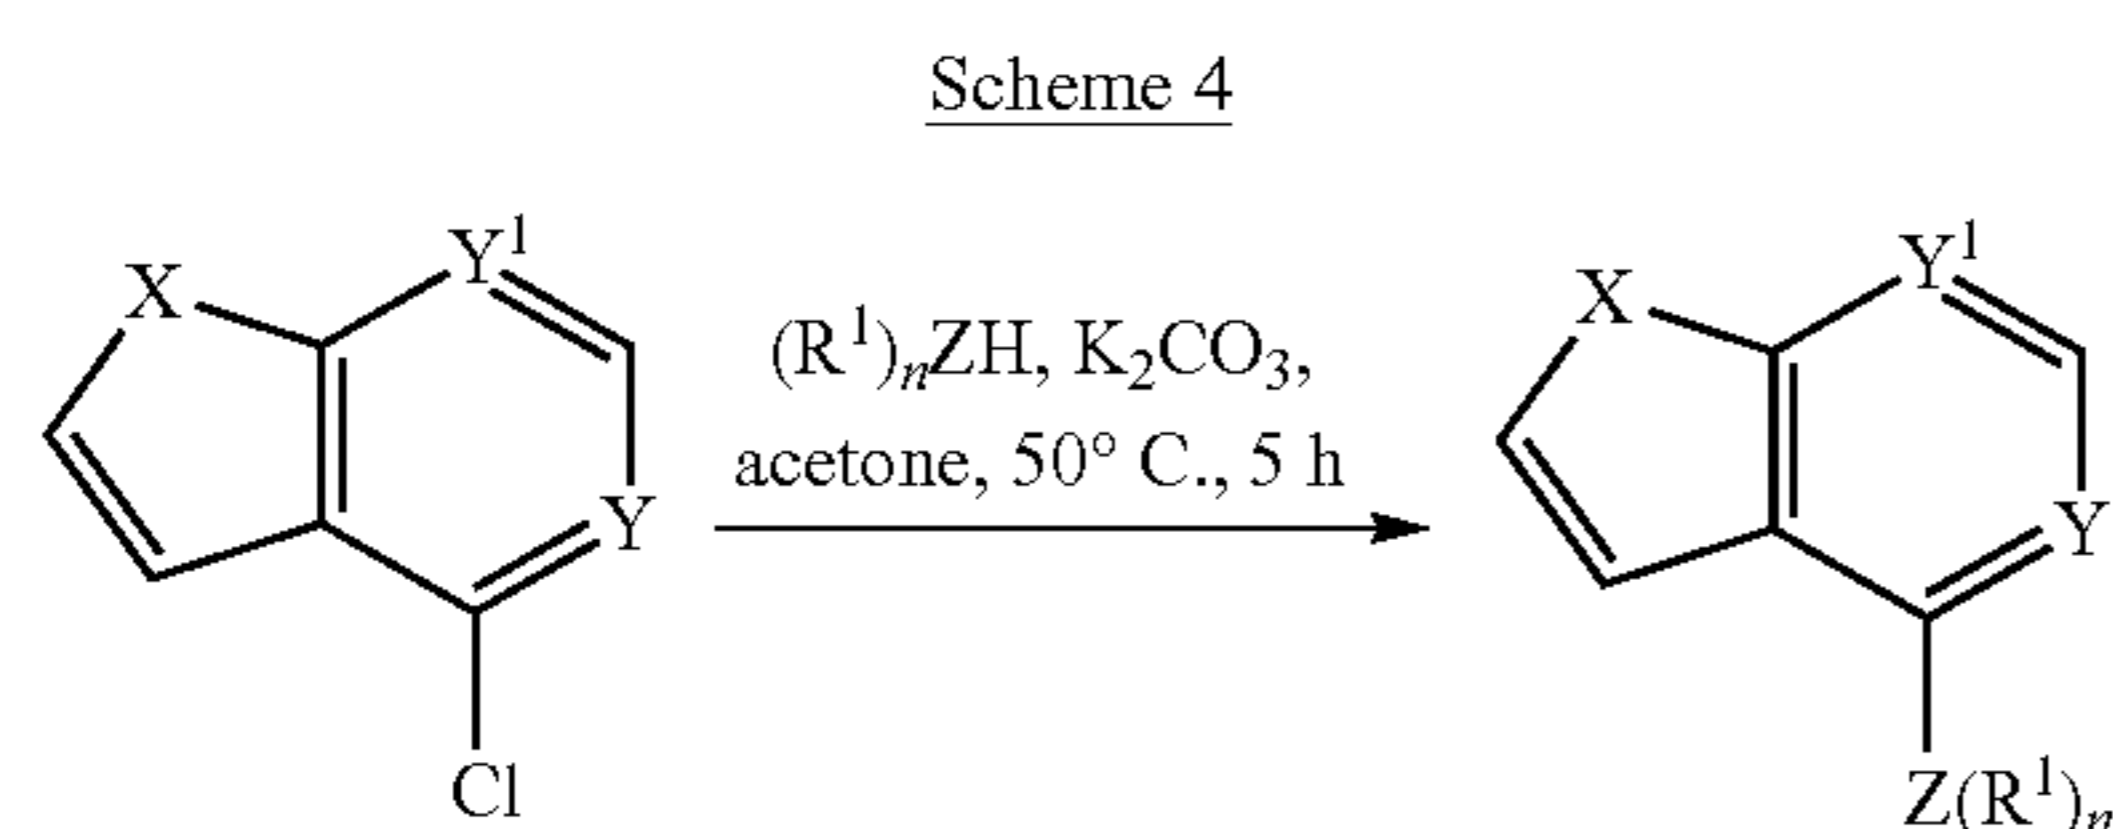 Scheme 4
X
Y¹
Y
Cl
(R¹)ₙZH, K₂CO₃,
acetone, 50° C., 5 h
X
Y¹
Y
Z(R¹)ₙ